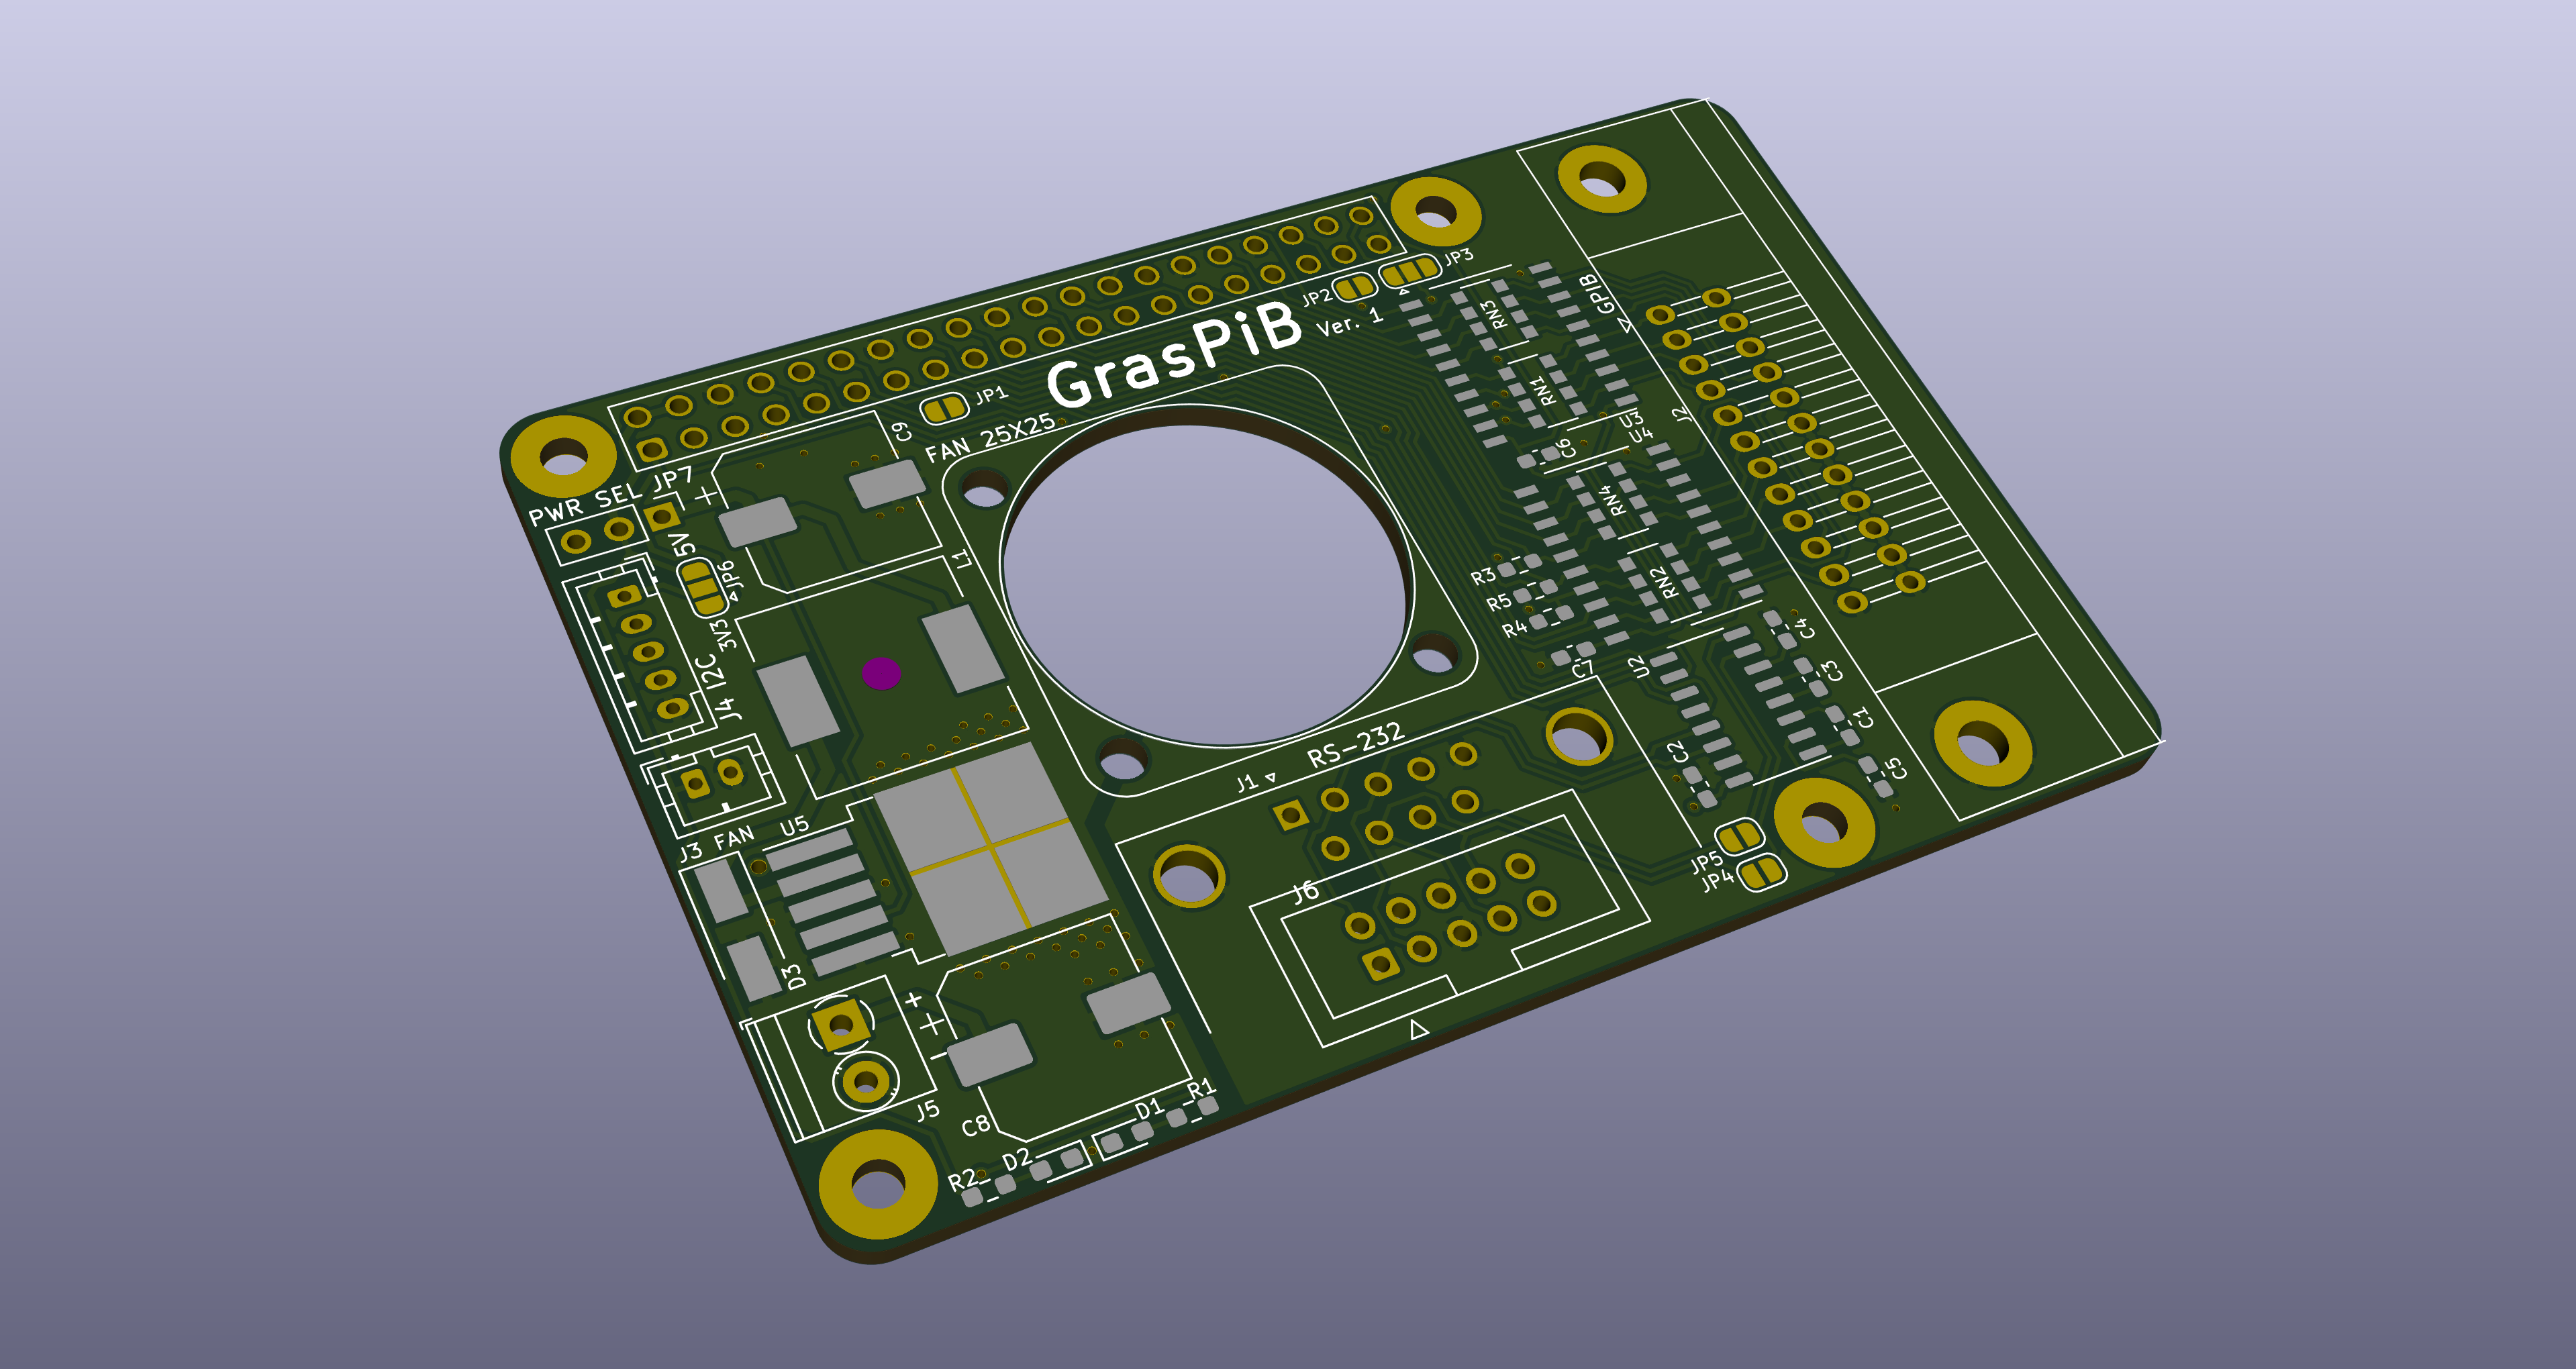 GrasPiB
Ver. 1
JP2
JP3
JP1
FAN 25X25
C9
PWR SEL JP7
+
5V
JP6
3V3
J4 I2C
L1
J3 FAN
U5
D3
J5
+
+
-
C8
R2
D2
D1
R1
RS-232
J1
J6
GPIB
J2
RN3
RN1
U3
U4
C6
RN4
RN2
R3
R5
R4
C7
U2
C4
C3
C1
C5
C2
JP5
JP4